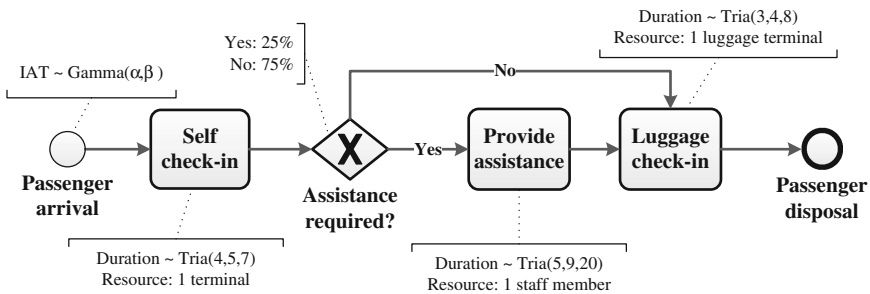 Duration ~ Tria(3,4,8)
Resource: 1 luggage terminal
Yes: 25%
No: 75%
IAT ~ Gamma(α,β )
No
Self
check-in
X
Yes
Provide
assistance
Luggage
check-in
Passenger
arrival
Assistance
required?
Passenger
disposal
Duration ~ Tria(4,5,7)
Resource: 1 terminal
Duration ~ Tria(5,9,20)
Resource: 1 staff member